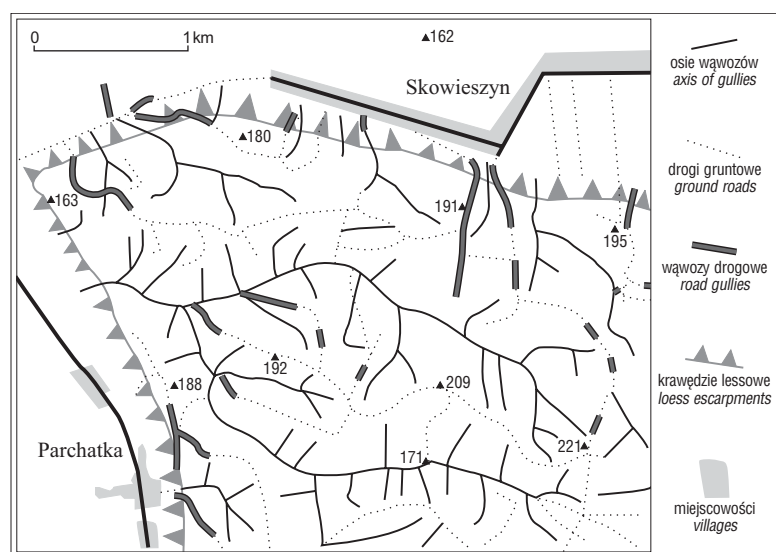 0 1 km
162
Skowieszyn
180
163
191
195
192
188
209
221
171
Parchatka
osie wąwozów
axis of gullies
drogi gruntowe
ground roads
wąwozy drogowe
road gullies
krawędzie lessowe
loess escarpments
miejscowości
villages